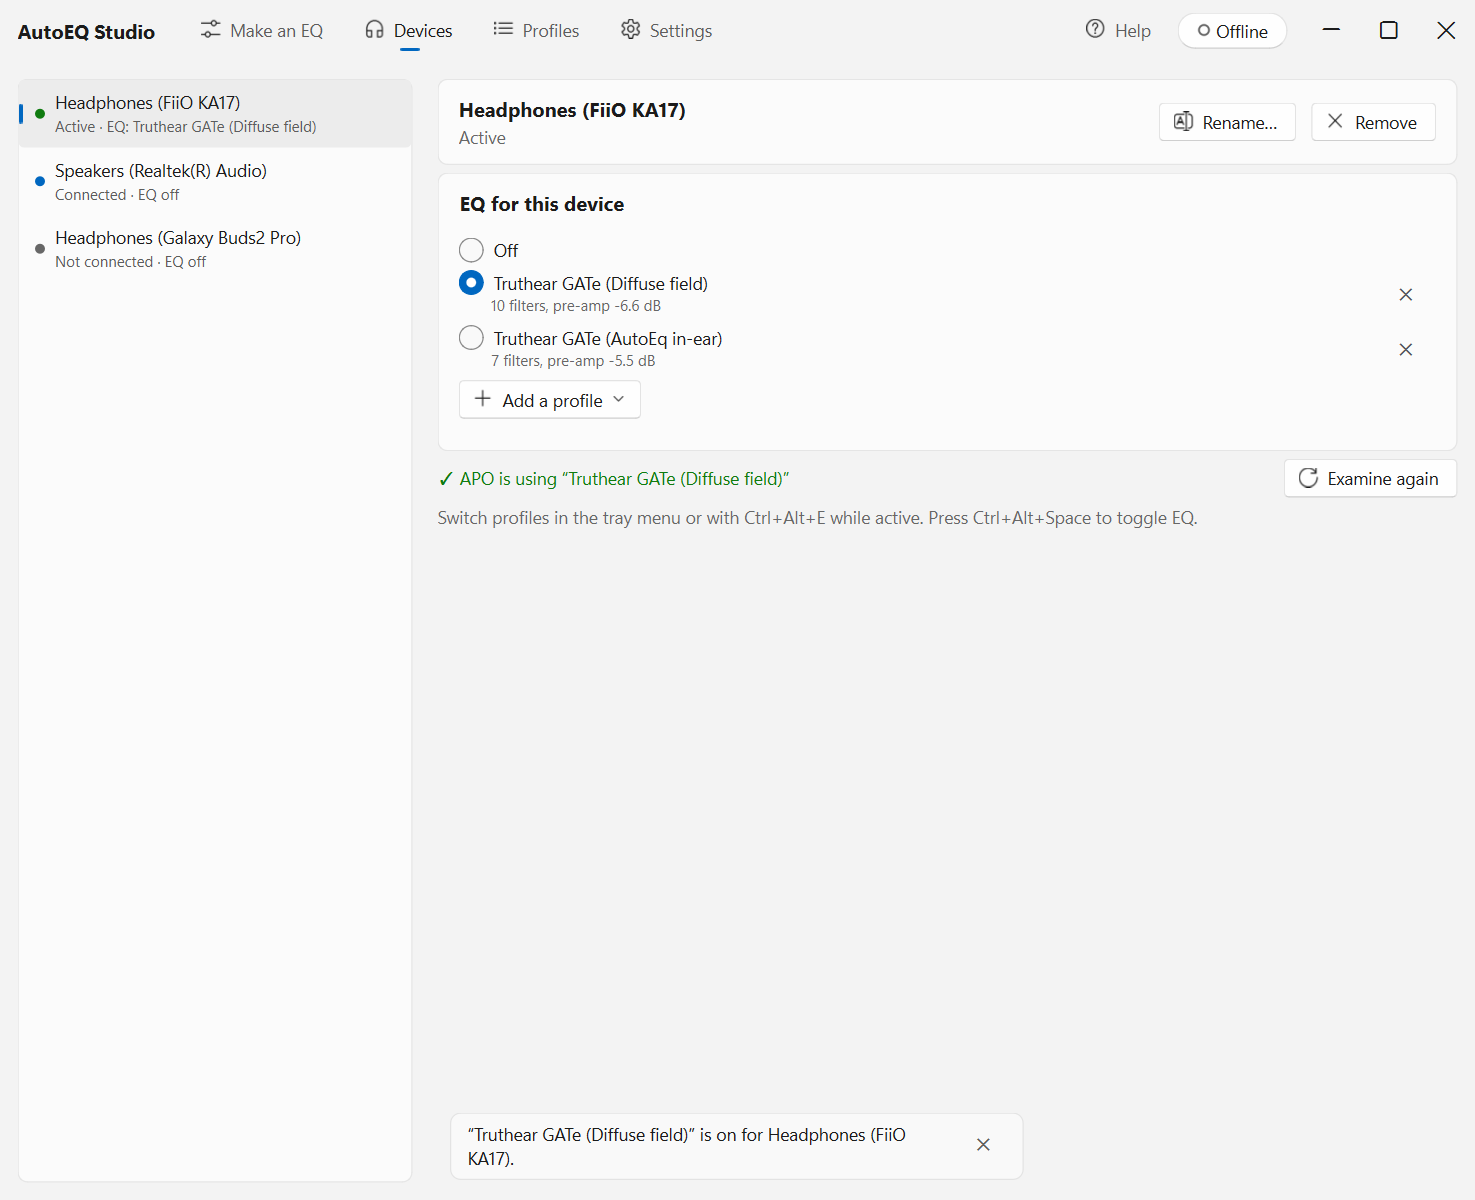 AutoEQ Studio
Make an EQ
Devices
Profiles
Settings
Help
Offline
Headphones (FiiO KA17)
Active · EQ: Truthear GATe (Diffuse field)
Speakers (Realtek(R) Audio)
Connected · EQ off
Headphones (Galaxy Buds2 Pro)
Not connected · EQ off
Headphones (FiiO KA17)
Active
Rename...
Remove
EQ for this device
Off
Truthear GATe (Diffuse field)
10 filters, pre-amp -6.6 dB
Truthear GATe (AutoEq in-ear)
7 filters, pre-amp -5.5 dB
Add a profile
✓ APO is using “Truthear GATe (Diffuse field)”
Examine again
Switch profiles in the tray menu or with Ctrl+Alt+E while active. Press Ctrl+Alt+Space to toggle EQ.
“Truthear GATe (Diffuse field)” is on for Headphones (FiiO
KA17).